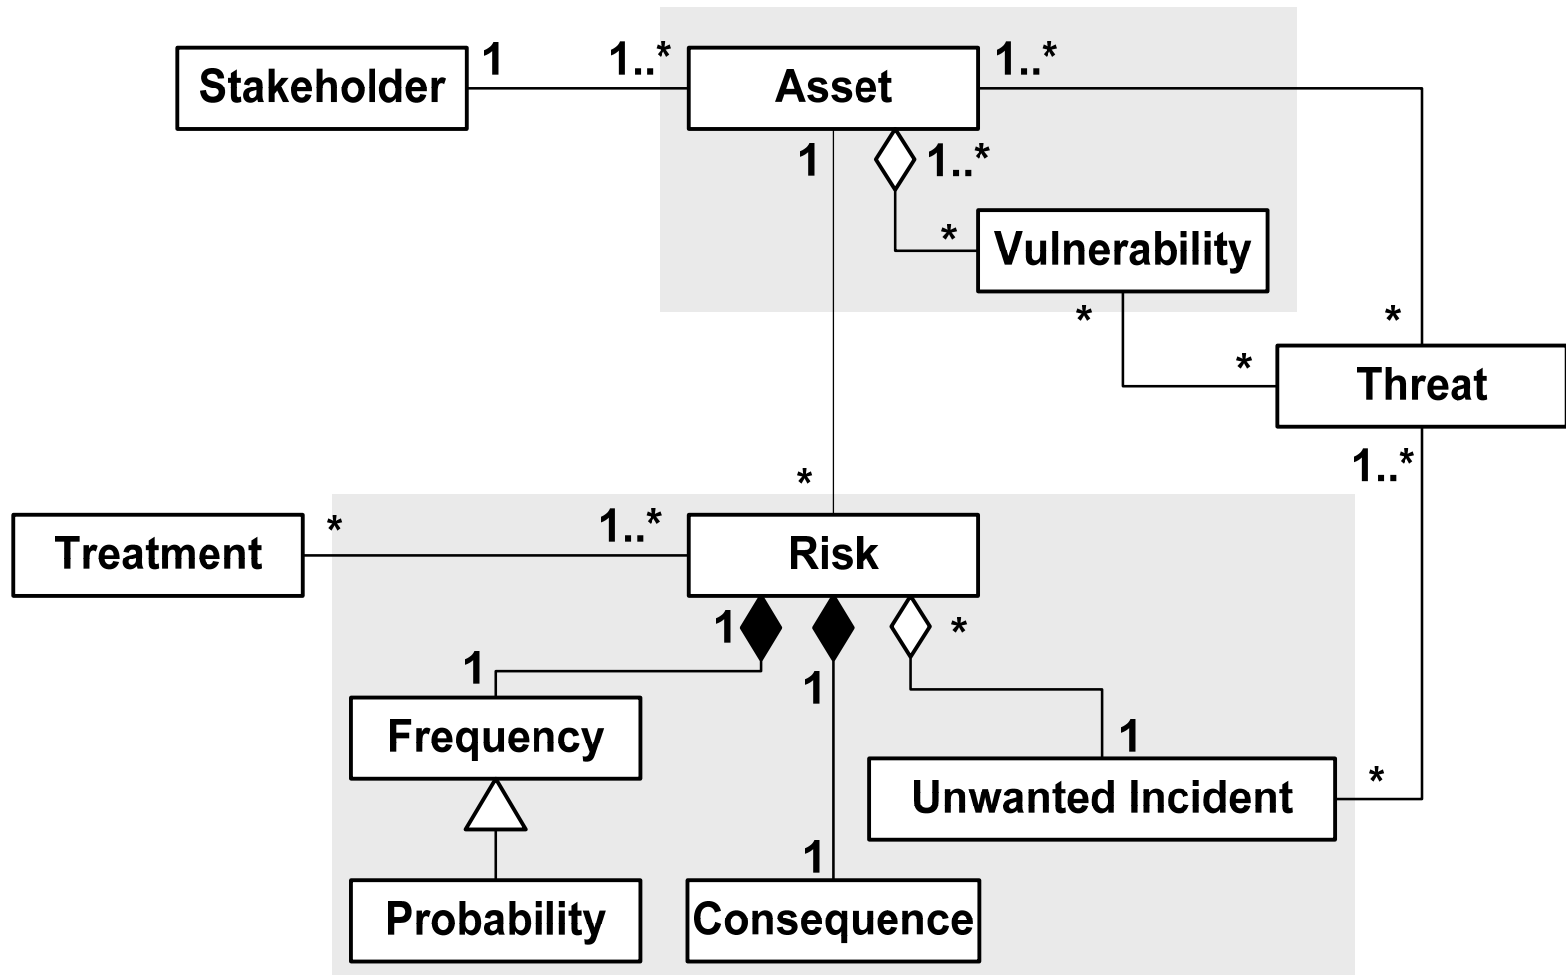 Stakeholder 1 1..* Asset 1..*
1 1..*
* Vulnerability
* *
* Threat
1..*
*
Treatment * 1..* Risk
1 *
1 1
Frequency 1
Unwanted Incident *
1
Probability Consequence